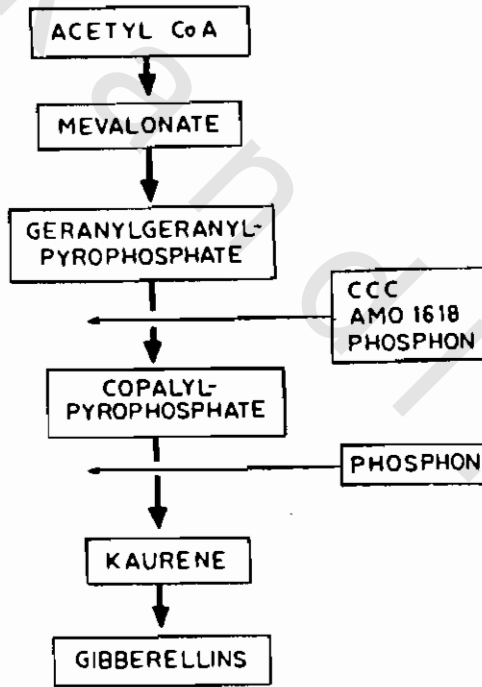 ACETYL CoA
MEVALONATE
GERANYLGERANYL-
PYROPHOSPHATE
CCC
AMO 1618
PHOSPHON
COPALYL-
PYROPHOSPHATE
PHOSPHON
KAURENE
GIBBERELLINS